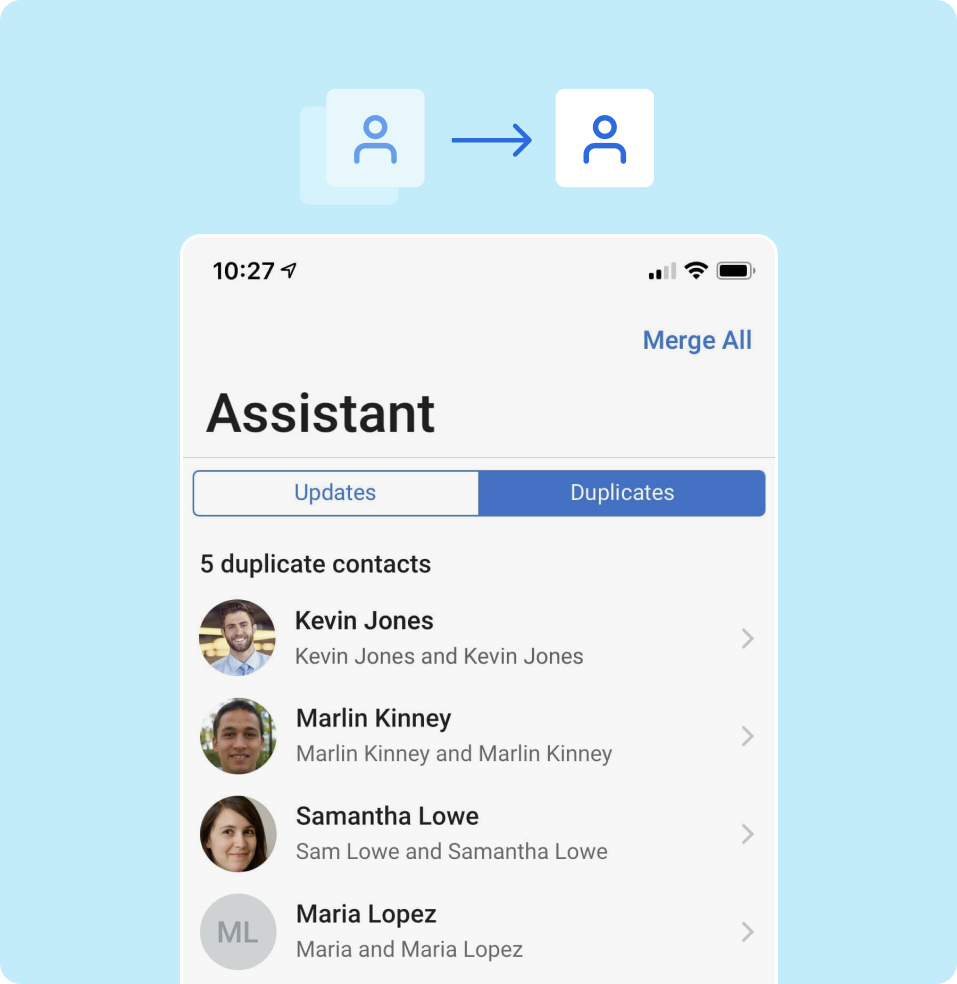 10:27
Merge All
Assistant
Updates Duplicates
5 duplicate contacts
Kevin Jones
Kevin Jones and Kevin Jones
Marlin Kinney
Marlin Kinney and Marlin Kinney
Samantha Lowe
Sam Lowe and Samantha Lowe
ML
Maria Lopez
Maria and Maria Lopez